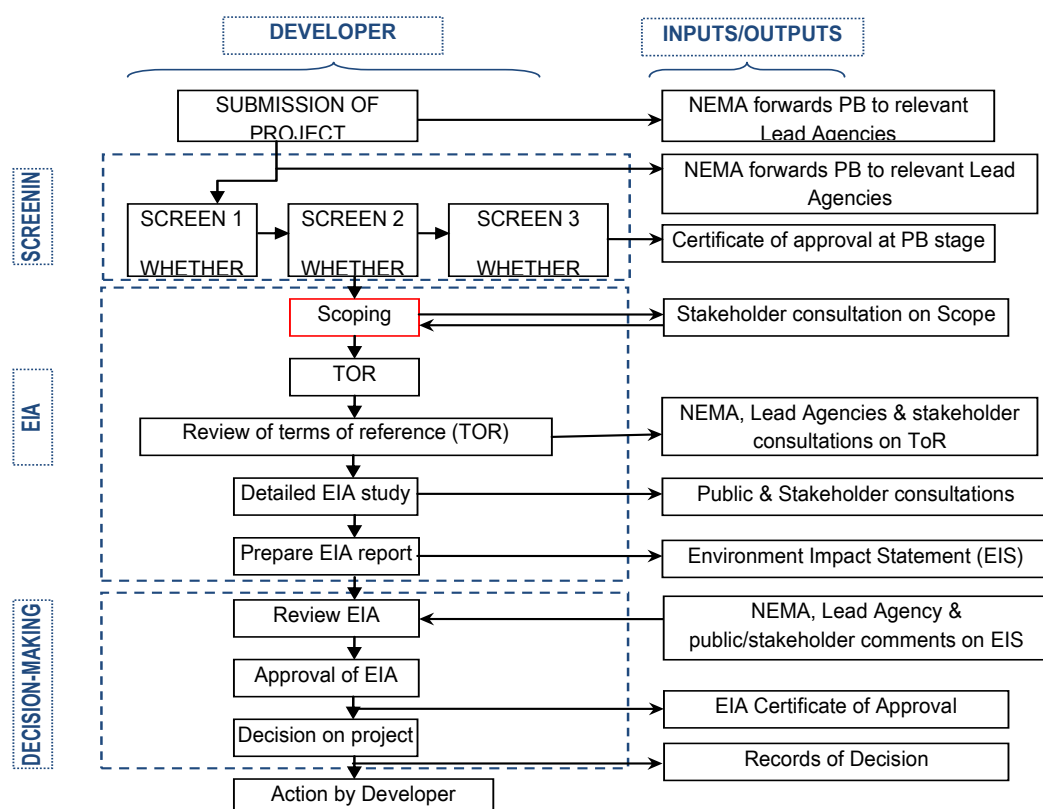 DEVELOPER
INPUTS/OUTPUTS
SUBMISSION OF
PROJECT
NEMA forwards PB to relevant
Lead Agencies
SCREENIN
NEMA forwards PB to relevant Lead
Agencies
SCREEN 1
WHETHER
SCREEN 2
WHETHER
SCREEN 3
WHETHER
Certificate of approval at PB stage
EIA
Scoping
Stakeholder consultation on Scope
TOR
Review of terms of reference (TOR)
NEMA, Lead Agencies & stakeholder
consultations on ToR
Detailed EIA study
Public & Stakeholder consultations
Prepare EIA report
Environment Impact Statement (EIS)
DECISION-MAKING
Review EIA
NEMA, Lead Agency &
public/stakeholder comments on EIS
Approval of EIA
EIA Certificate of Approval
Decision on project
Records of Decision
Action by Developer